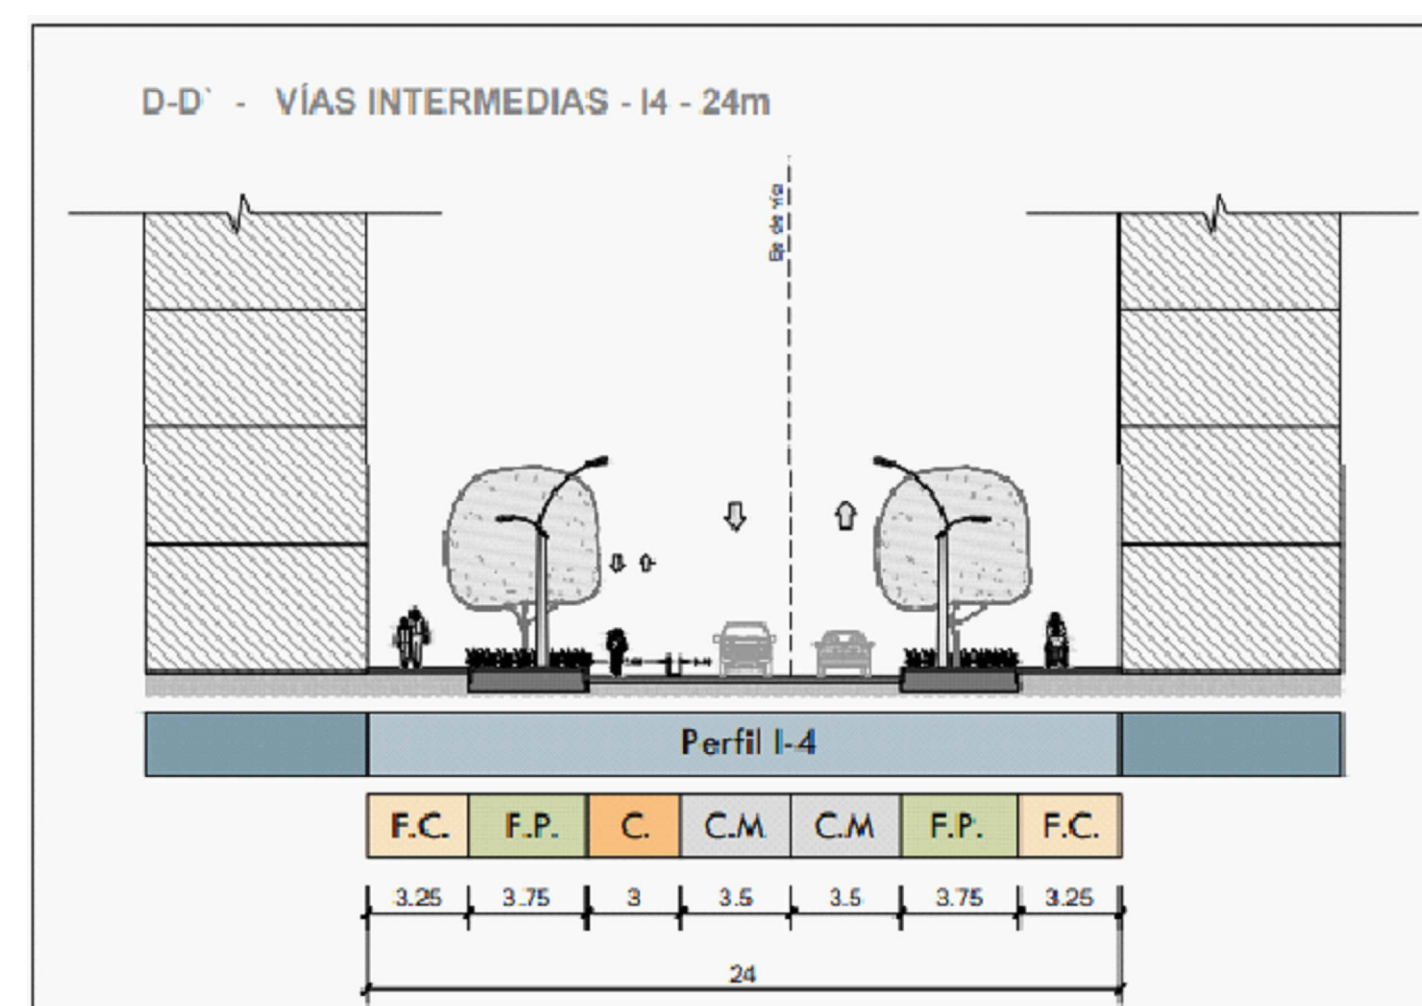 D-D` - VÍAS INTERMEDIAS - I4 - 24m
Eje de vía
Perfil I-4
F.C. F.P. C. C.M C.M F.P. F.C.
3.25 3.75 3 3.5 3.5 3.75 3.25
24